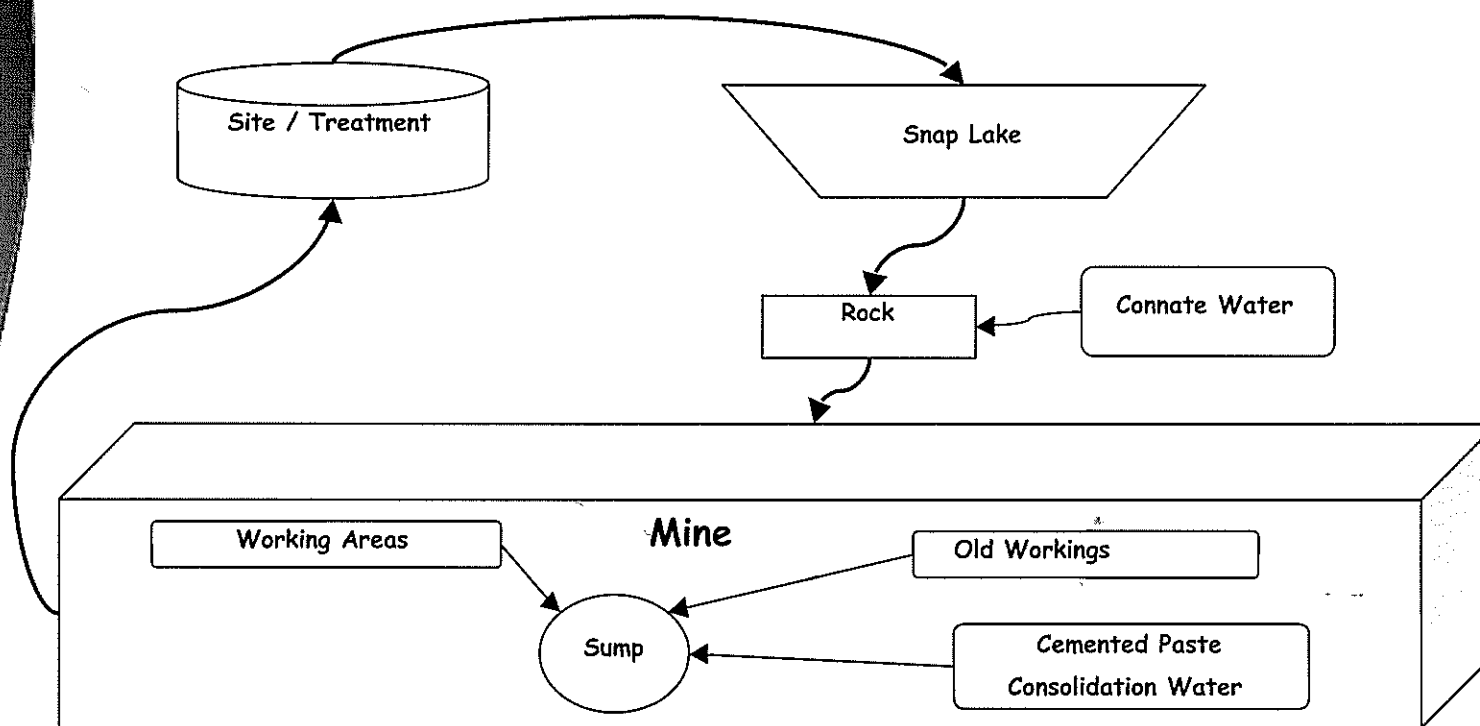 Site / Treatment
Snap Lake
Rock
Connate Water
Mine
Working Areas
Old Workings
Sump
Cemented Paste
Consolidation Water